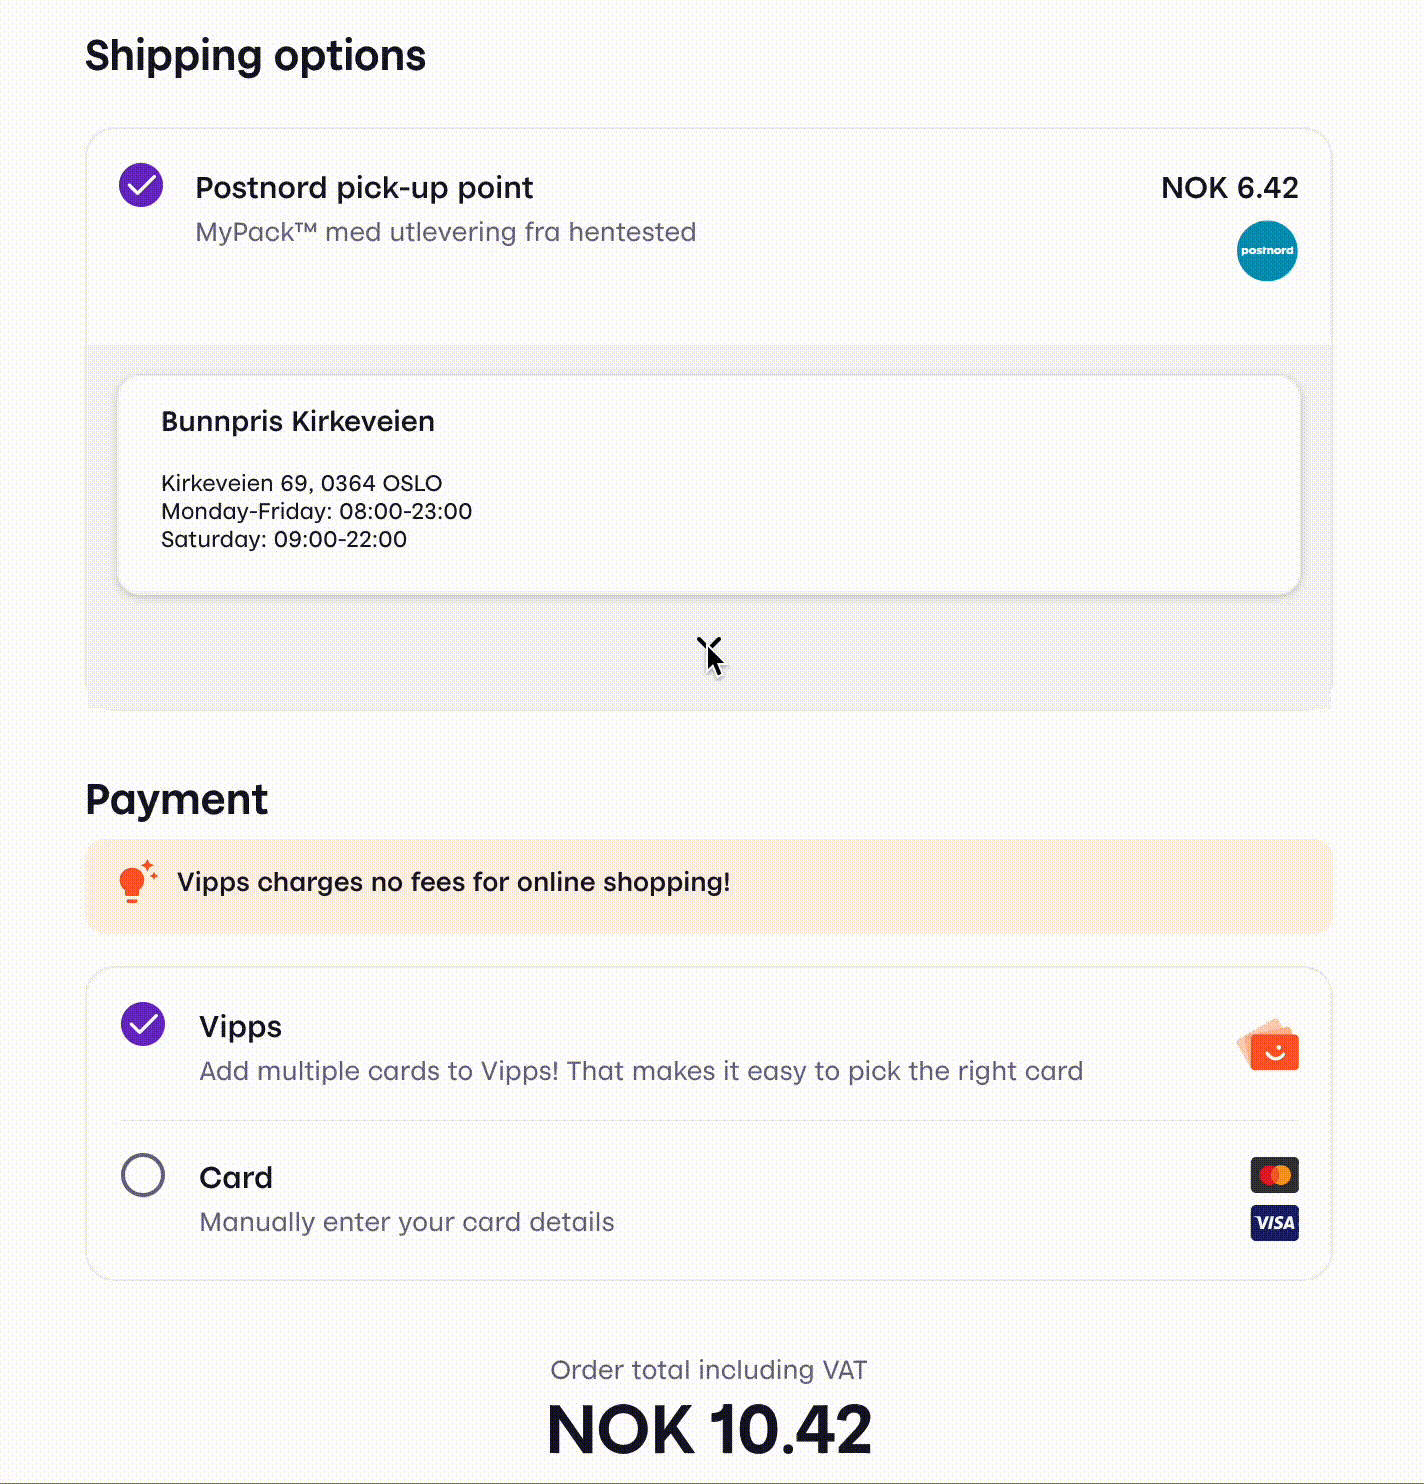 Shipping options
Postnord pick-up point
NOK 6.42
MyPack™ med utlevering fra hentested
postnord
Bunnpris Kirkeveien
Kirkeveien 69, 0364 OSLO
Monday-Friday: 08:00-23:00
Saturday: 09:00-22:00
Payment
Vipps charges no fees for online shopping!
Vipps
Add multiple cards to Vipps! That makes it easy to pick the right card
Card
Manually enter your card details
VISA
Order total including VAT
NOK 10.42